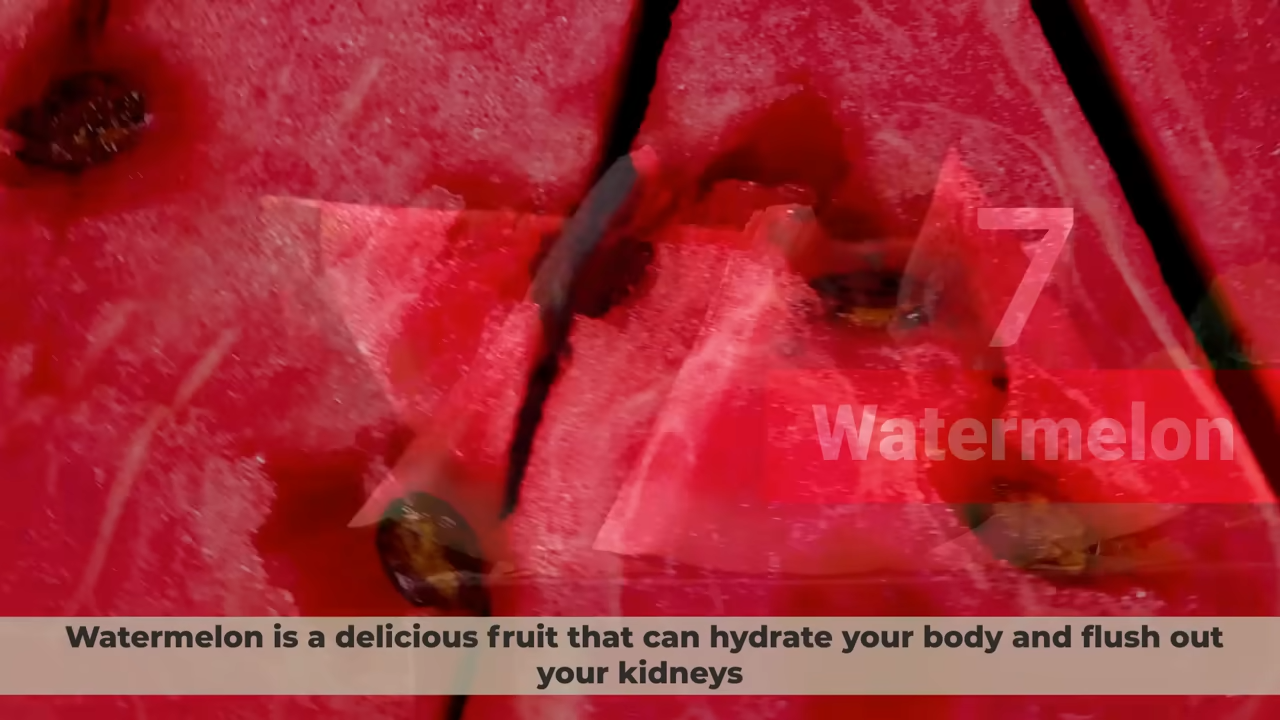 7
Watermelon
Watermelon is a delicious fruit that can hydrate your body and flush out
your kidneys